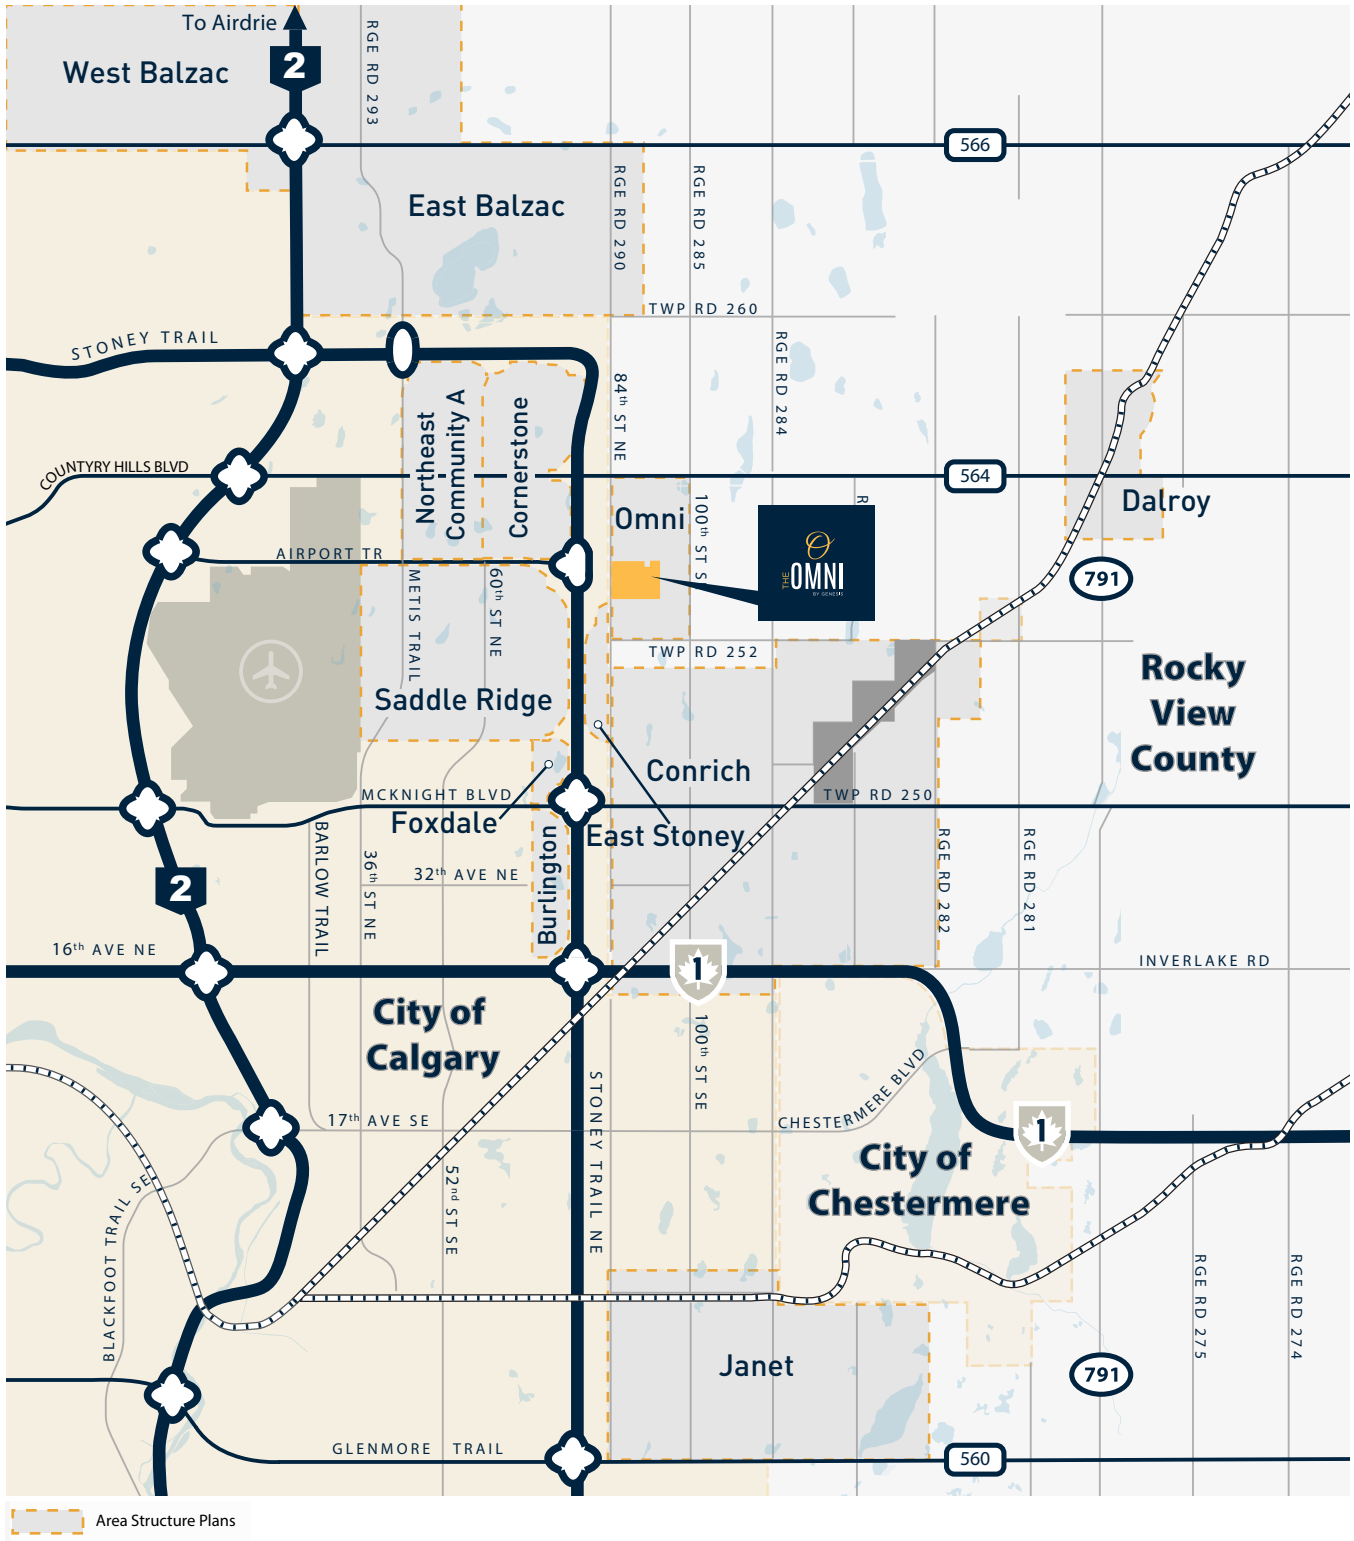 To Airdrie
2
West Balzac
RGE RD 293
566
East Balzac
RGE RD 290
RGE RD 285
TWP RD 260
STONEY TRAIL
RGE RD 284
84th ST NE
Northeast
Community A
Cornerstone
COUNTYRY HILLS BLVD
564
Dalroy
Omni
100th ST S
R
THE
OMNI
BY GENESIS
AIRPORT TR
METIS TRAIL
60th ST NE
791
TWP RD 252
Rocky
View
County
Saddle Ridge
Conrich
MCKNIGHT BLVD
TWP RD 250
Foxdale
East Stoney
Burlington
BARLOW TRAIL
36th ST NE
32nd AVE NE
RGE RD 282
RGE RD 281
2
16th AVE NE
1
INVERLAKE RD
City of
Calgary
100th ST SE
STONEY TRAIL NE
CHESTERMERE BLVD
17th AVE SE
1
City of
Chestermere
52nd ST SE
BLACKFOOT TRAIL SE
RGE RD 275
RGE RD 274
Janet
791
GLENMORE TRAIL
560
Area Structure Plans